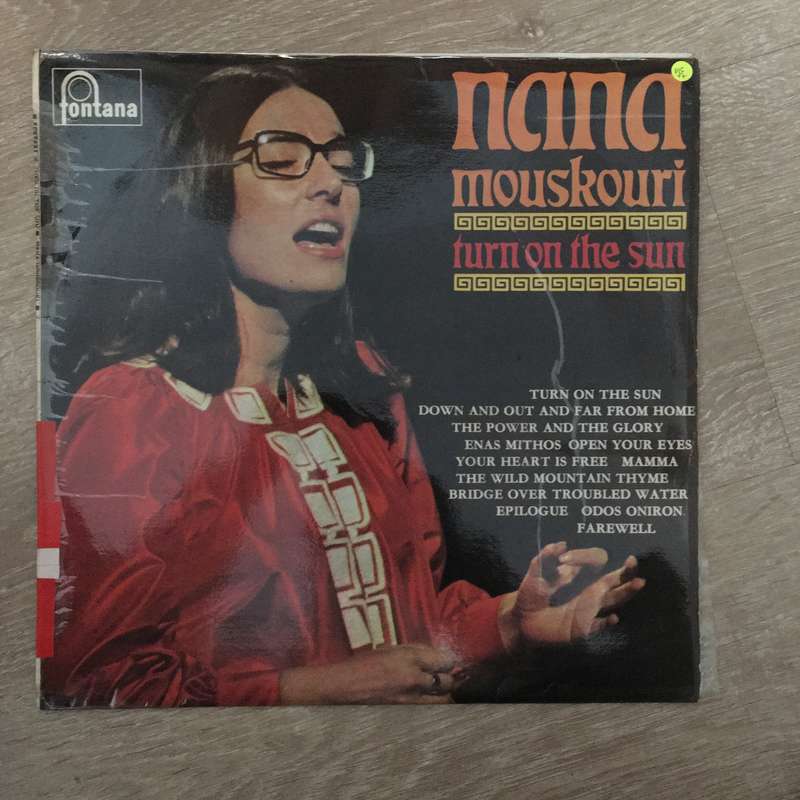 fontana
nana
mouskouri
turn on the sun
TURN ON THE SUN
DOWN AND OUT AND FAR FROM HOME
THE POWER AND THE GLORY
ENAS MITHOS OPEN YOUR EYES
YOUR HEART IS FREE MAMMA
THE WILD MOUNTAIN THYME
BRIDGE OVER TROUBLED WATER
EPILOGUE ODOS ONIRON
FAREWELL